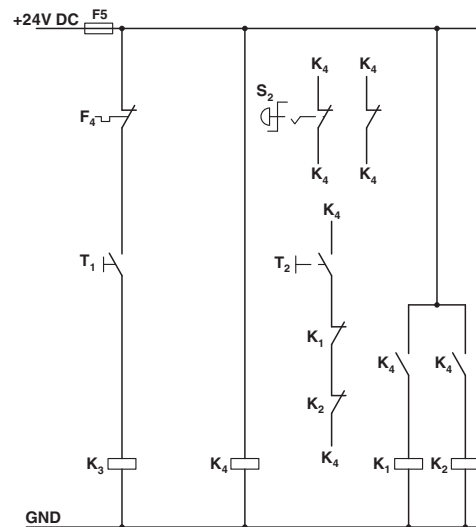 +24V DC F5
K₄ K₄
S₂
F₄
K₄ K₄
K₄
T₁ T₂
K₁
K₄ K₄
K₂
K₄
K₃ K₄ K₁ K₂
GND